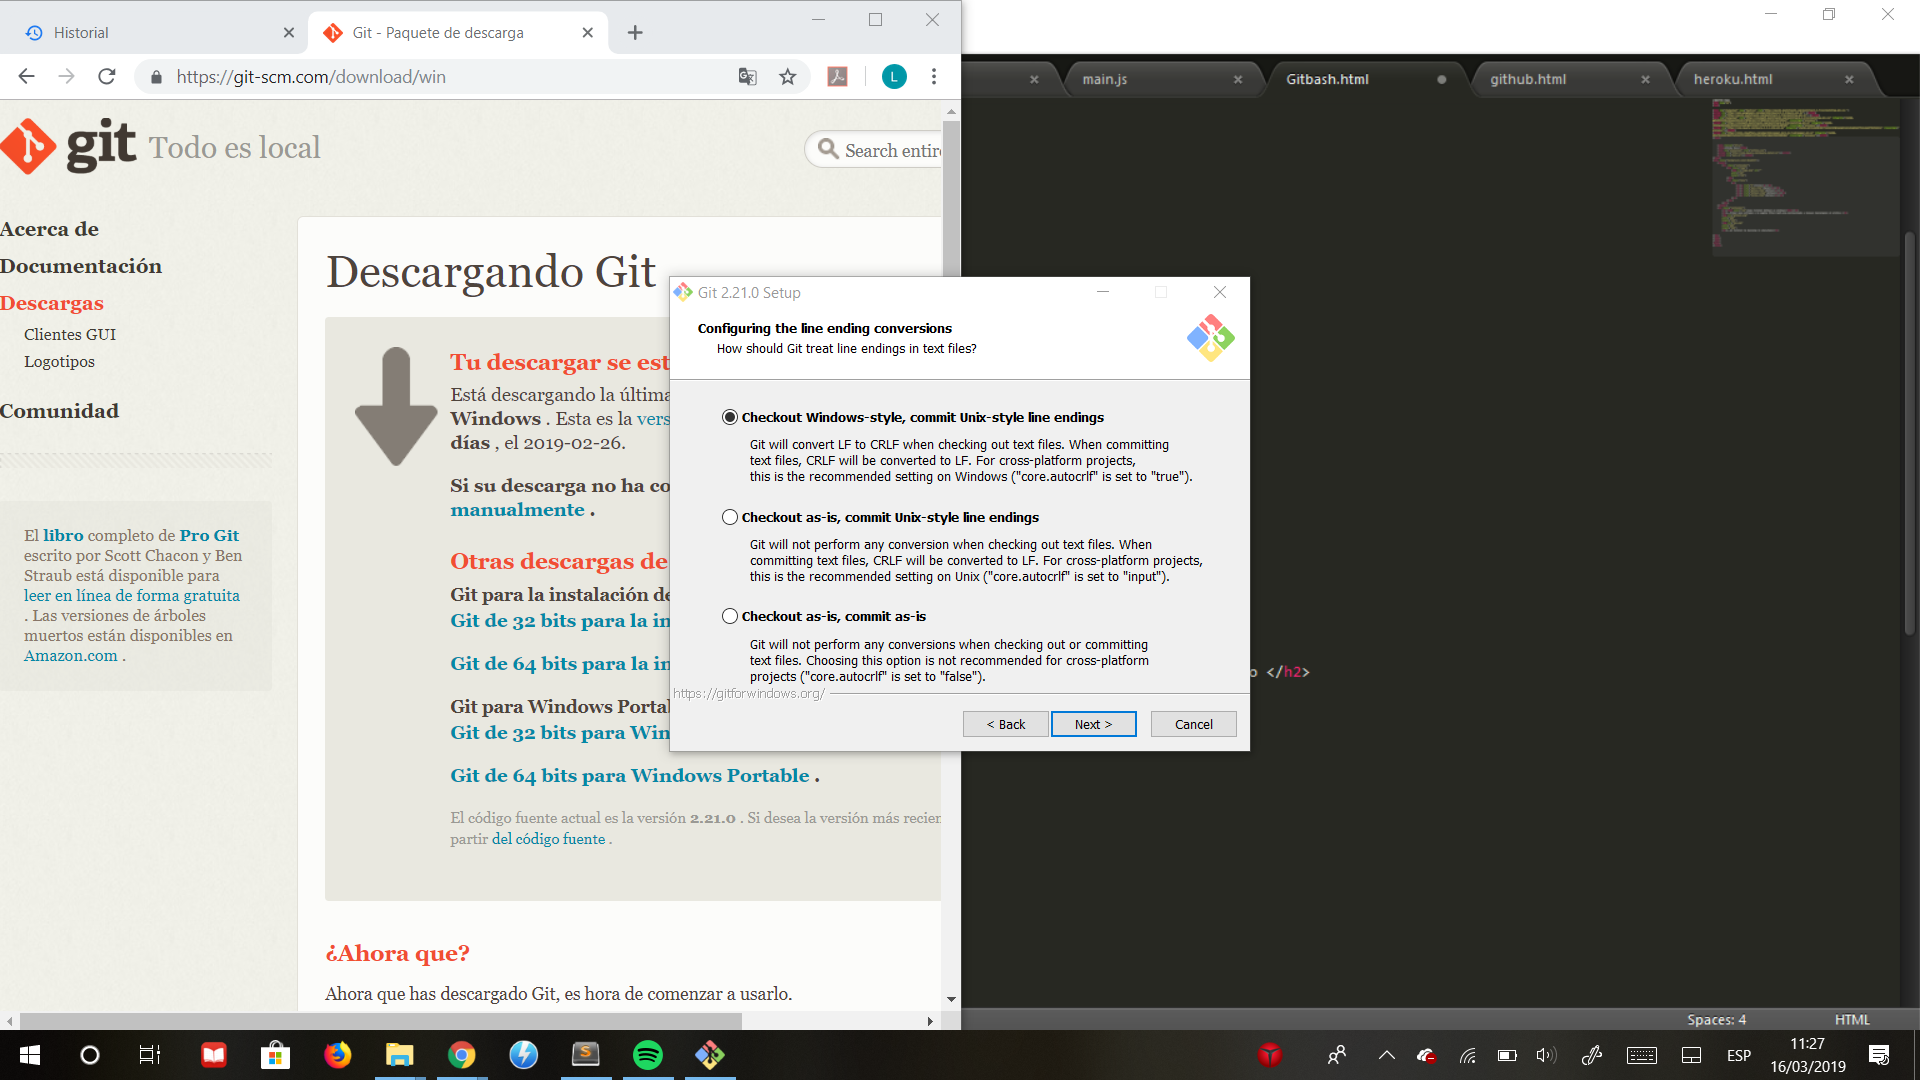 Historial
Git - Paquete de descarga
https://git-scm.com/download/win
L
git Todo es local
Search entire
Acerca de
Documentación
Descargas
Clientes GUI
Logotipos
Comunidad
El libro completo de Pro Git
escrito por Scott Chacon y Ben
Straub está disponible para
leer en línea de forma gratuita
. Las versiones de árboles
muertos están disponibles en
Amazon.com .
Descargando Git
Tu descargar se est
Está descargando la última
Windows . Esta es la vers
días , el 2019-02-26.
Si su descarga no ha co
manualmente .
Otras descargas de
Git para la instalación de
Git de 32 bits para la in
Git de 64 bits para la in
Git para Windows Portal
Git de 32 bits para Win
Git de 64 bits para Windows Portable .
El código fuente actual es la versión 2.21.0 . Si desea la versión más recien
partir del código fuente .
¿Ahora que?
Ahora que has descargado Git, es hora de comenzar a usarlo.
Git 2.21.0 Setup
Configuring the line ending conversions
How should Git treat line endings in text files?
Checkout Windows-style, commit Unix-style line endings
Git will convert LF to CRLF when checking out text files. When committing
text files, CRLF will be converted to LF. For cross-platform projects,
this is the recommended setting on Windows ("core.autocrlf" is set to "true").
Checkout as-is, commit Unix-style line endings
Git will not perform any conversion when checking out text files. When
committing text files, CRLF will be converted to LF. For cross-platform projects,
this is the recommended setting on Unix ("core.autocrlf" is set to "input").
Checkout as-is, commit as-is
Git will not perform any conversions when checking out or committing
text files. Choosing this option is not recommended for cross-platform
projects ("core.autocrlf" is set to "false").
https://gitforwindows.org/
< Back
Next >
Cancel
main.js
Gitbash.html
github.html
heroku.html
o </h2>
Spaces: 4
HTML
ESP
11:27
16/03/2019